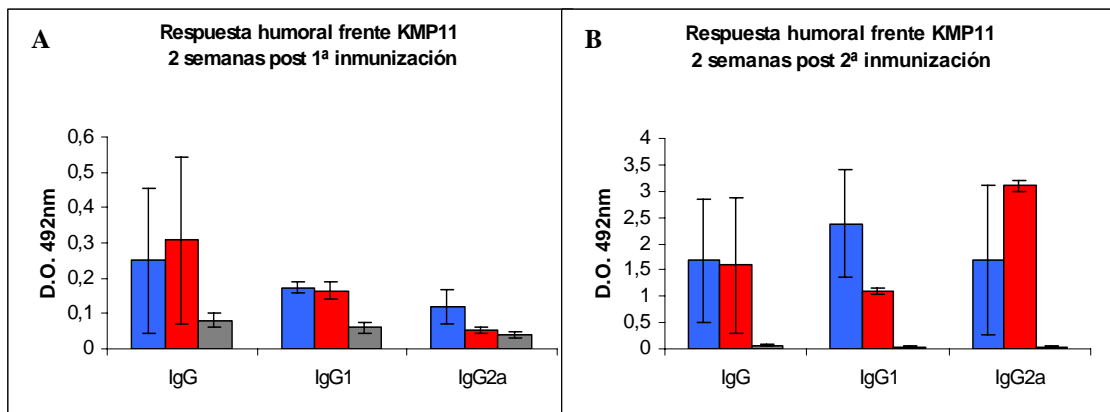 A
Respuesta humoral frente KMP11
2 semanas post 1ª inmunización
D.O. 492nm
0,6
0,5
0,4
0,3
0,2
0,1
0
IgG
IgG1
IgG2a
B
Respuesta humoral frente KMP11
2 semanas post 2ª inmunización
D.O. 492nm
4
3,5
3
2,5
2
1,5
1
0,5
0
IgG
IgG1
IgG2a